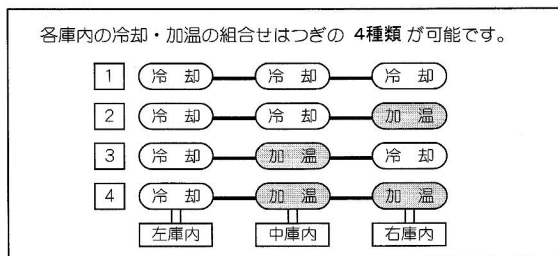 各庫内の冷却・加温の組合せはつぎの 4種類 が可能です。
1 冷却 冷却 冷却
2 冷却 冷却 加温
3 冷却 加温 冷却
4 冷却 加温 加温
左庫内 中庫内 右庫内